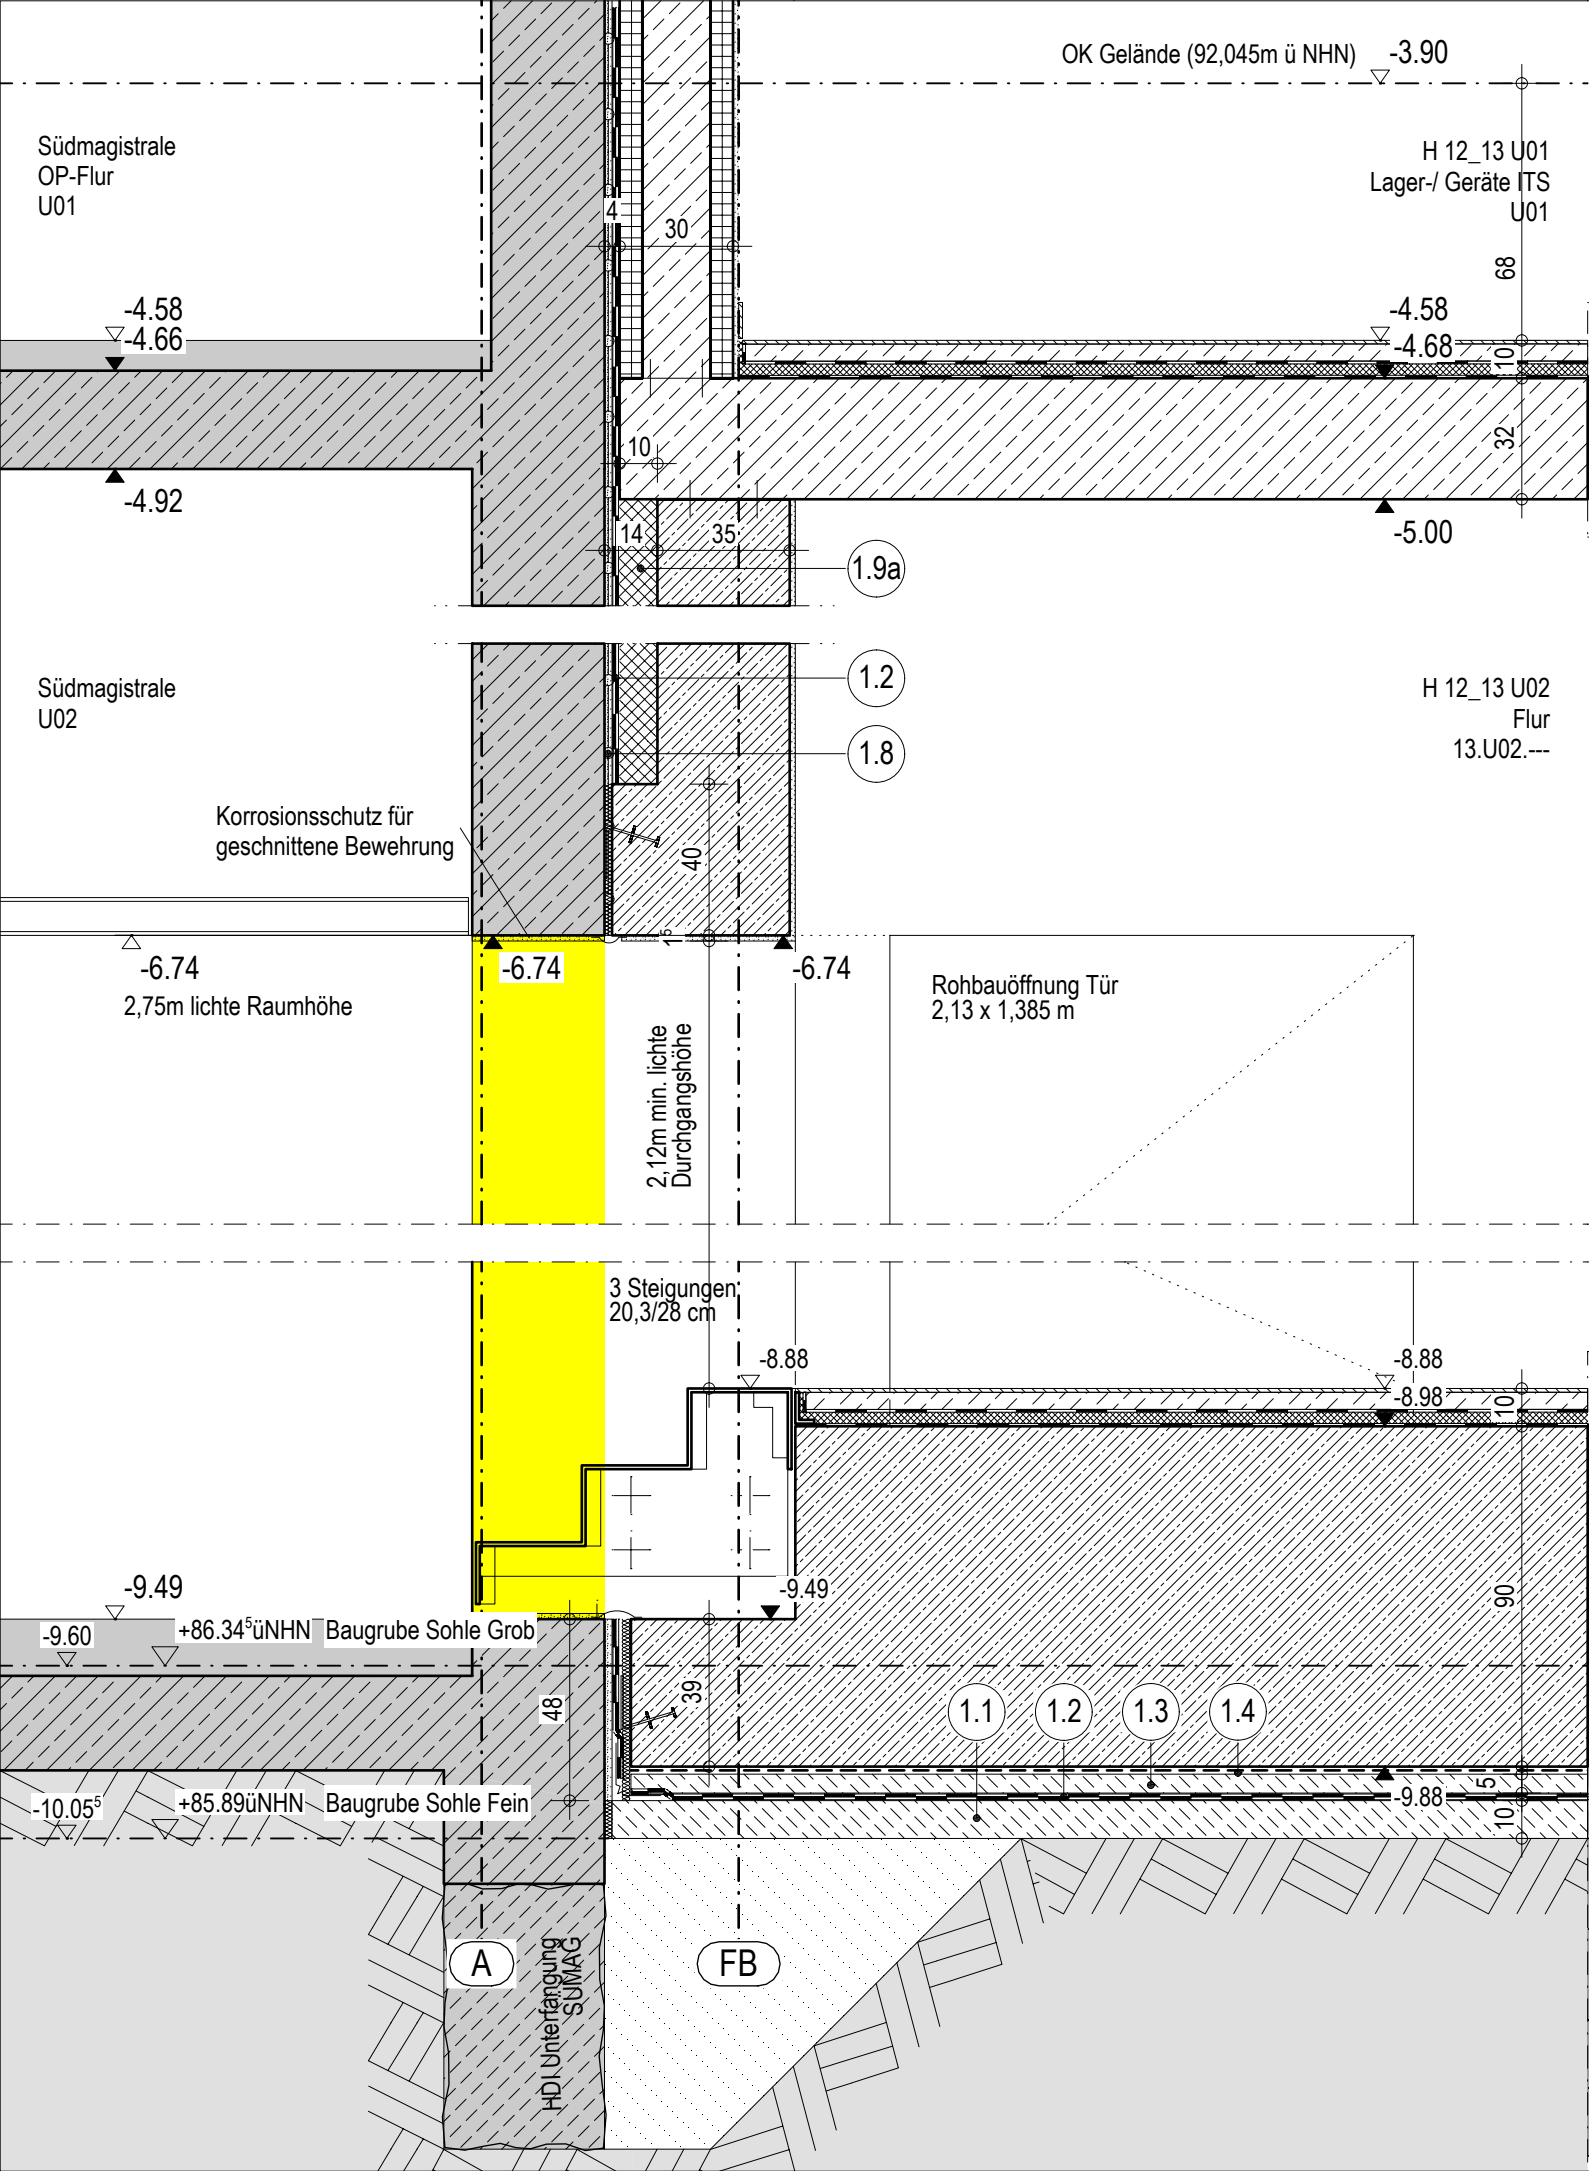 OK Gelände (92,045m ü NHN) -3.90
Südmagistrale
OP-Flur
U01
H 12_13 U01
Lager-/ Geräte ITS
U01
4
30
68
-4.58
-4.66
-4.58
-4.68
10
10
32
-4.92
-5.00
14
35
1.9a
Südmagistrale
U02
1.2
H 12_13 U02
Flur
13.U02.---
1.8
Korrosionsschutz für
geschnittene Bewehrung
40
1⁵
-6.74
-6.74
-6.74
2,75m lichte Raumhöhe
Rohbauöffnung Tür
2,13 x 1,385 m
2,12m min. lichte
Durchgangshöhe
3 Steigungen
20,3/28 cm
-8.88
-8.88
-8.98
10
-9.49
-9.49
90
-9.60
+86.34⁵üNHN Baugrube Sohle Grob
48
39
1.1
1.2
1.3
1.4
5
-9.88
-10.05⁵
+85.89üNHN Baugrube Sohle Fein
10
A
FB
HDI Unterfangung
SÜMAG